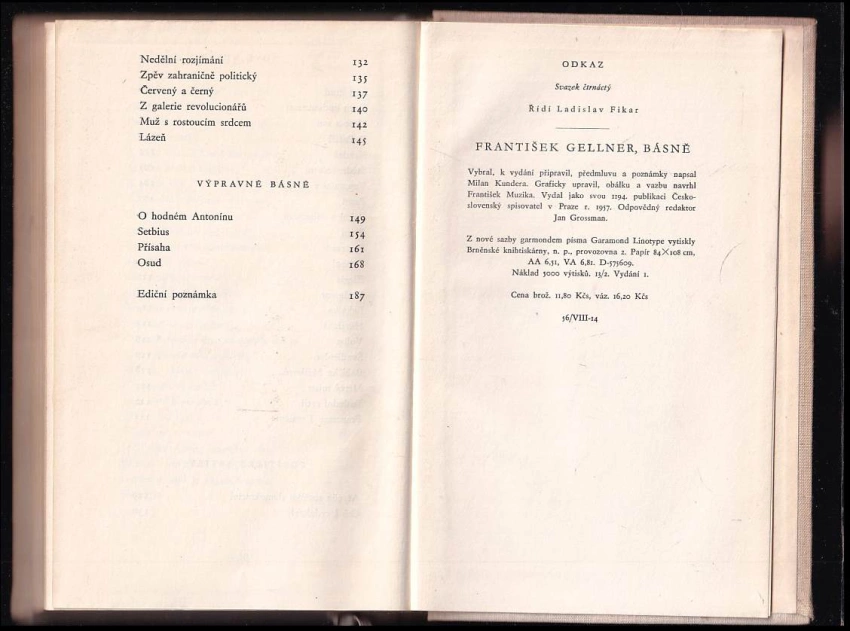 Nedělní rozjímání 132
Zpěv zahraničně politický 135
Červený a černý 137
Z galerie revolucionářů 140
Muž s rostoucím srdcem 142
Lázeň 145
VÝPRAVNÉ BÁSNĚ
O hodném Antonínu 149
Setbius 154
Přísaha 161
Osud 168
Ediční poznámka 187
ODKAZ
Svazek čtrnáctý
Řídí Ladislav Fikar
FRANTIŠEK GELLNER, BÁSNĚ
Vybral, k vydání připravil, předmluvu a poznámky napsal
Milan Kundera. Graficky upravil, obálku a vazbu navrhl
František Muzika. Vydal jako svou 1194. publikaci Česko-
slovenský spisovatel v Praze r. 1957. Odpovědný redaktor
Jan Grossman.
Z nové sazby garmondem písma Garamond Linotype vytiskly
Brněnské knihtiskárny, n. p., provozovna 2. Papír 84×108 cm.
AA 6,51, VA 6,81. D-575609.
Náklad 5000 výtisků. 13/2. Vydání 1.
Cena brož. 11,80 Kčs, váz. 16,20 Kčs
56/VIII-14